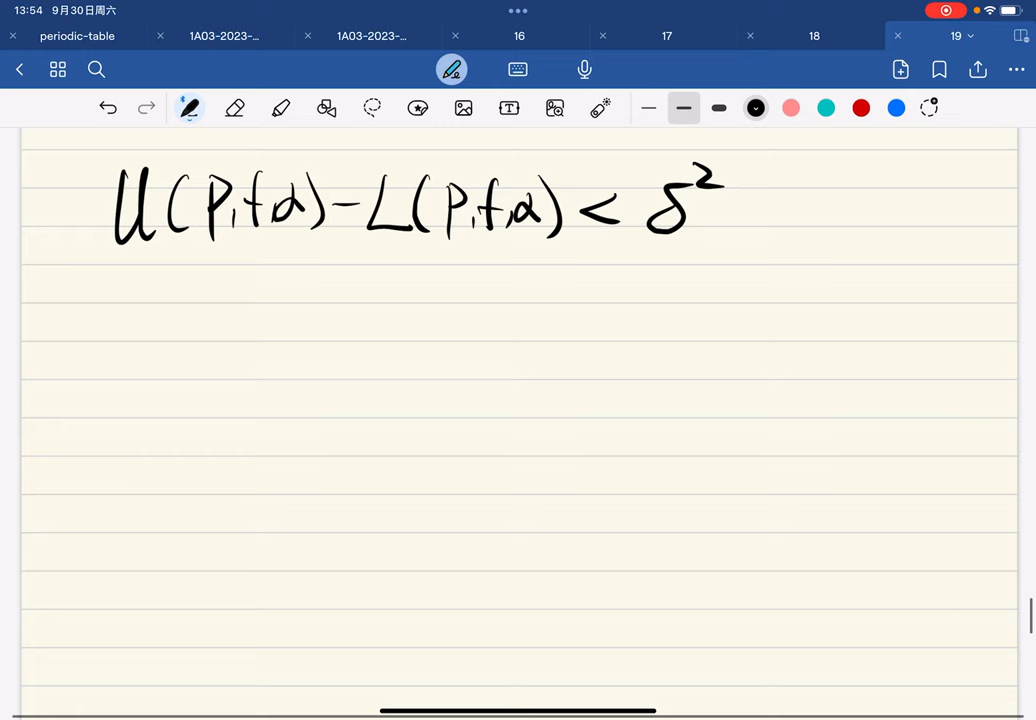 13:54 9月30日周六
periodic-table 1A03-2023-... 1A03-2023-... 16 17 18 19
U(P,f,α)-L(P,f,α) < δ²